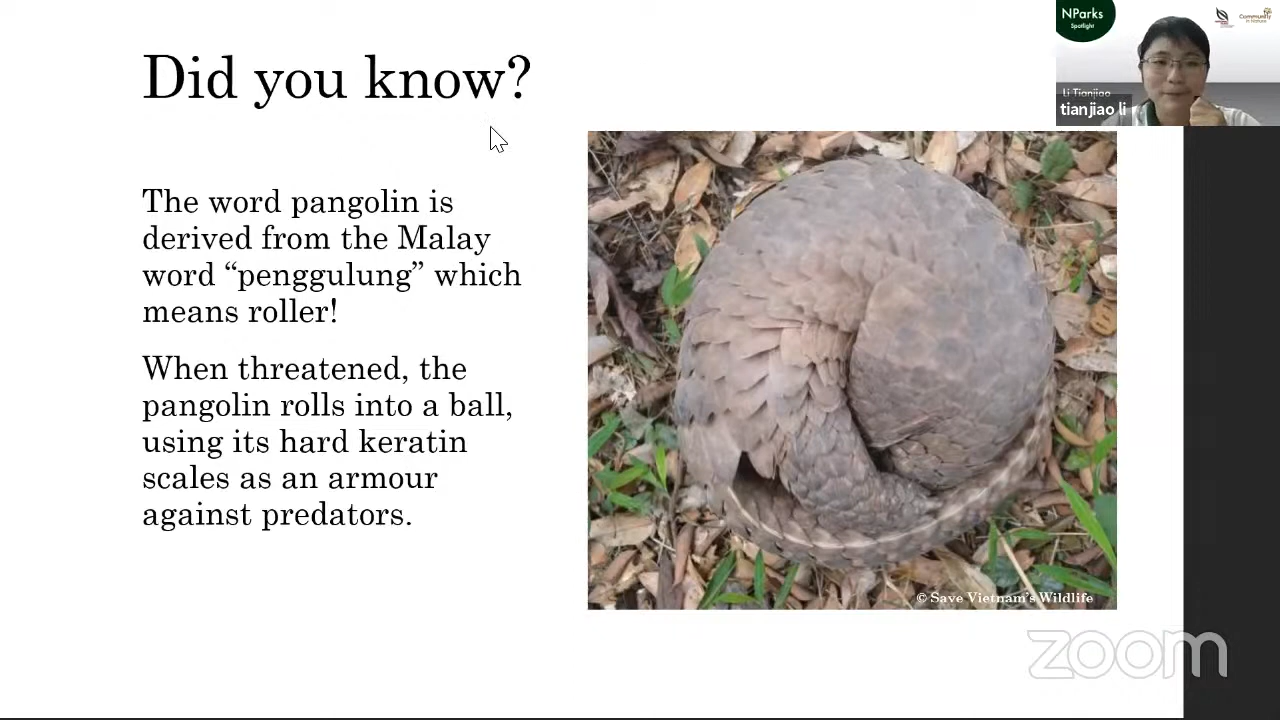 Did you know?
The word pangolin is
derived from the Malay
word “penggulung” which
means roller!
When threatened, the
pangolin rolls into a ball,
using its hard keratin
scales as an armour
against predators.
© Save Vietnam's Wildlife
NParks
Spotlight
Community
in Nature
Li Tianjiao
tianjiao li
zoom